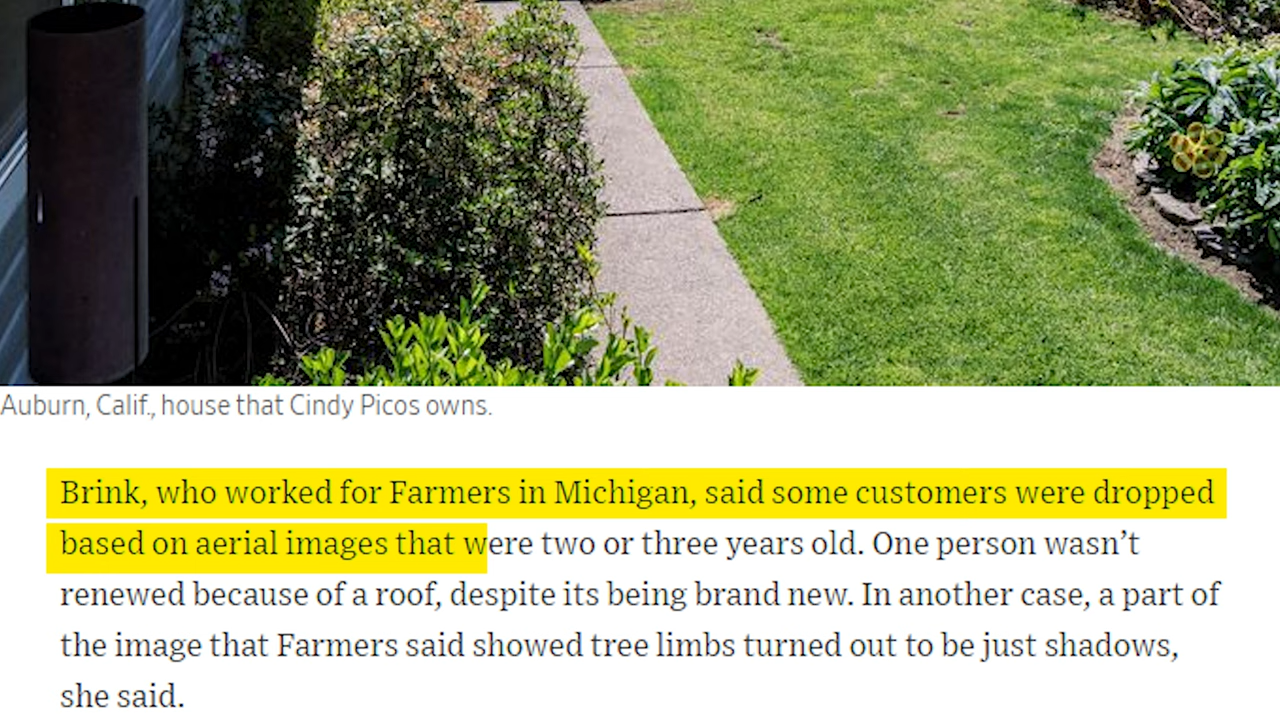 Auburn, Calif., house that Cindy Picos owns.
Brink, who worked for Farmers in Michigan, said some customers were dropped
based on aerial images that were two or three years old. One person wasn’t
renewed because of a roof, despite its being brand new. In another case, a part of
the image that Farmers said showed tree limbs turned out to be just shadows,
she said.